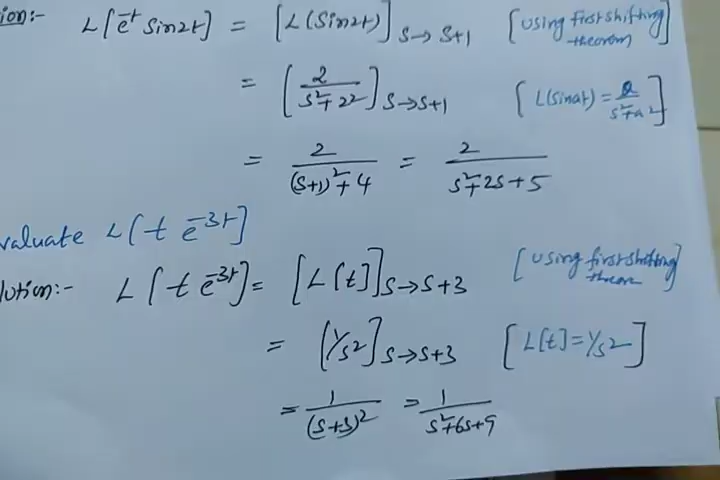 ion:- L[e^-t sin2t] = [L(sin2t)]s→s+1 [using first shifting theorem]
= [2/(s²+2²)]s→s+1 [L(sinat) = a/(s²+a²)]
= 2/((s+1)²+4) = 2/(s²+2s+5)
valuate L[t e^-3t]
lution:- L[t e^-3t] = [L[t]]s→s+3 [using first shifting theorem]
= [1/s²]s→s+3 [L[t] = 1/s²]
= 1/(s+3)² = 1/(s²+6s+9)